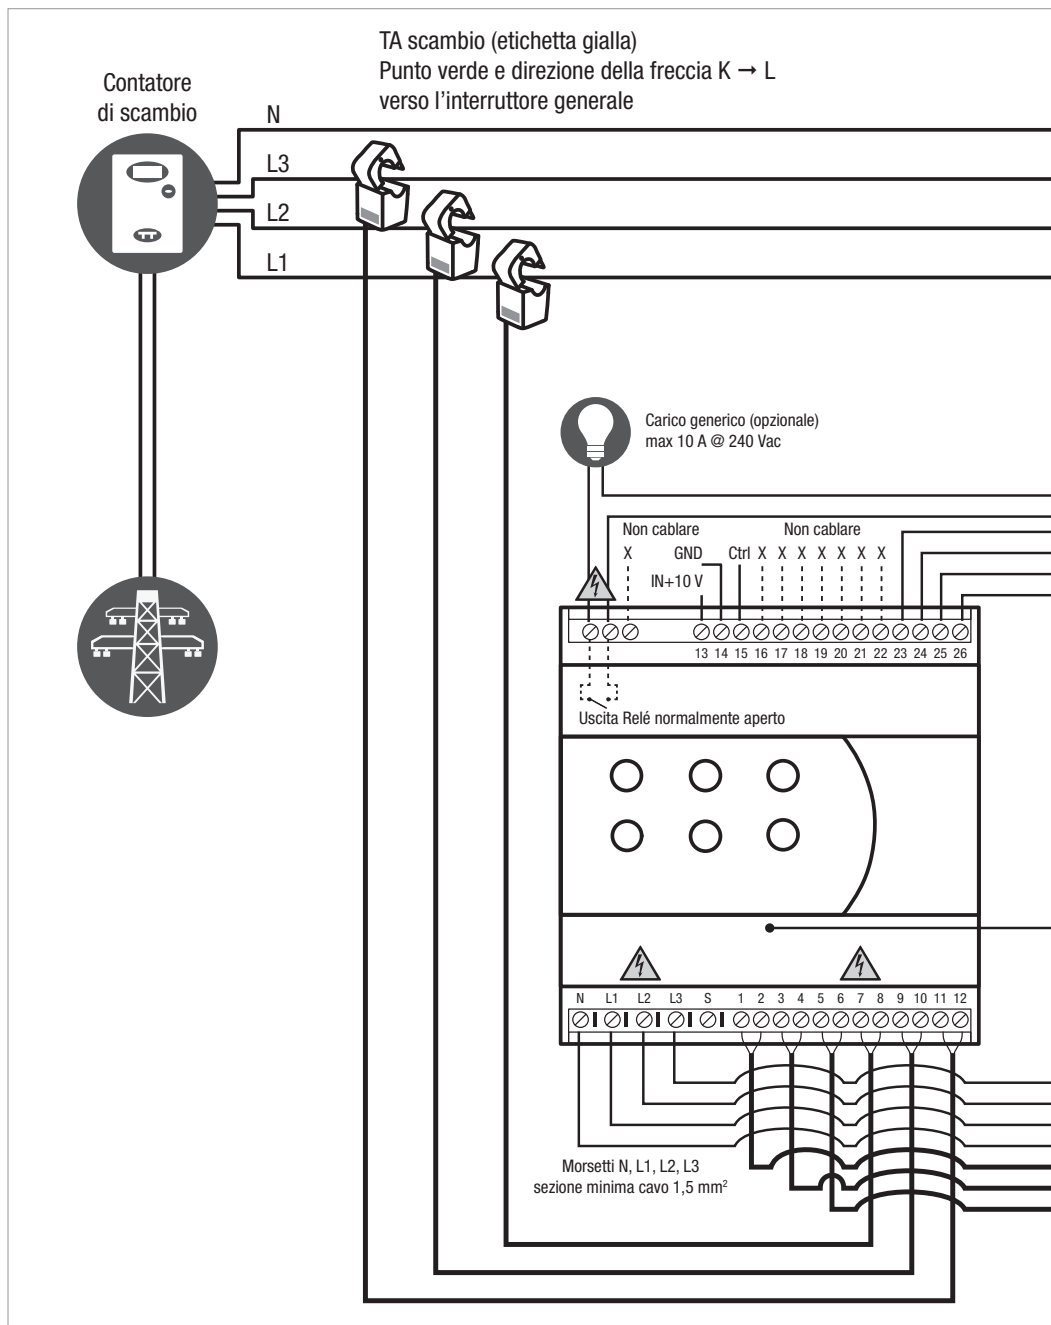 TA scambio (etichetta gialla)
Punto verde e direzione della freccia K → L
verso l'interruttore generale
Contatore
di scambio
N
L3
L2
L1
Carico generico (opzionale)
max 10 A @ 240 Vac
Non cablare
Non cablare
X
GND
Ctrl
X X X X X X X
IN+10 V
13 14 15 16 17 18 19 20 21 22 23 24 25 26
Uscita Relé normalmente aperto
N L1 L2 L3 S 1 2 3 4 5 6 7 8 9 10 11 12
Morsetti N, L1, L2, L3
sezione minima cavo 1,5 mm²